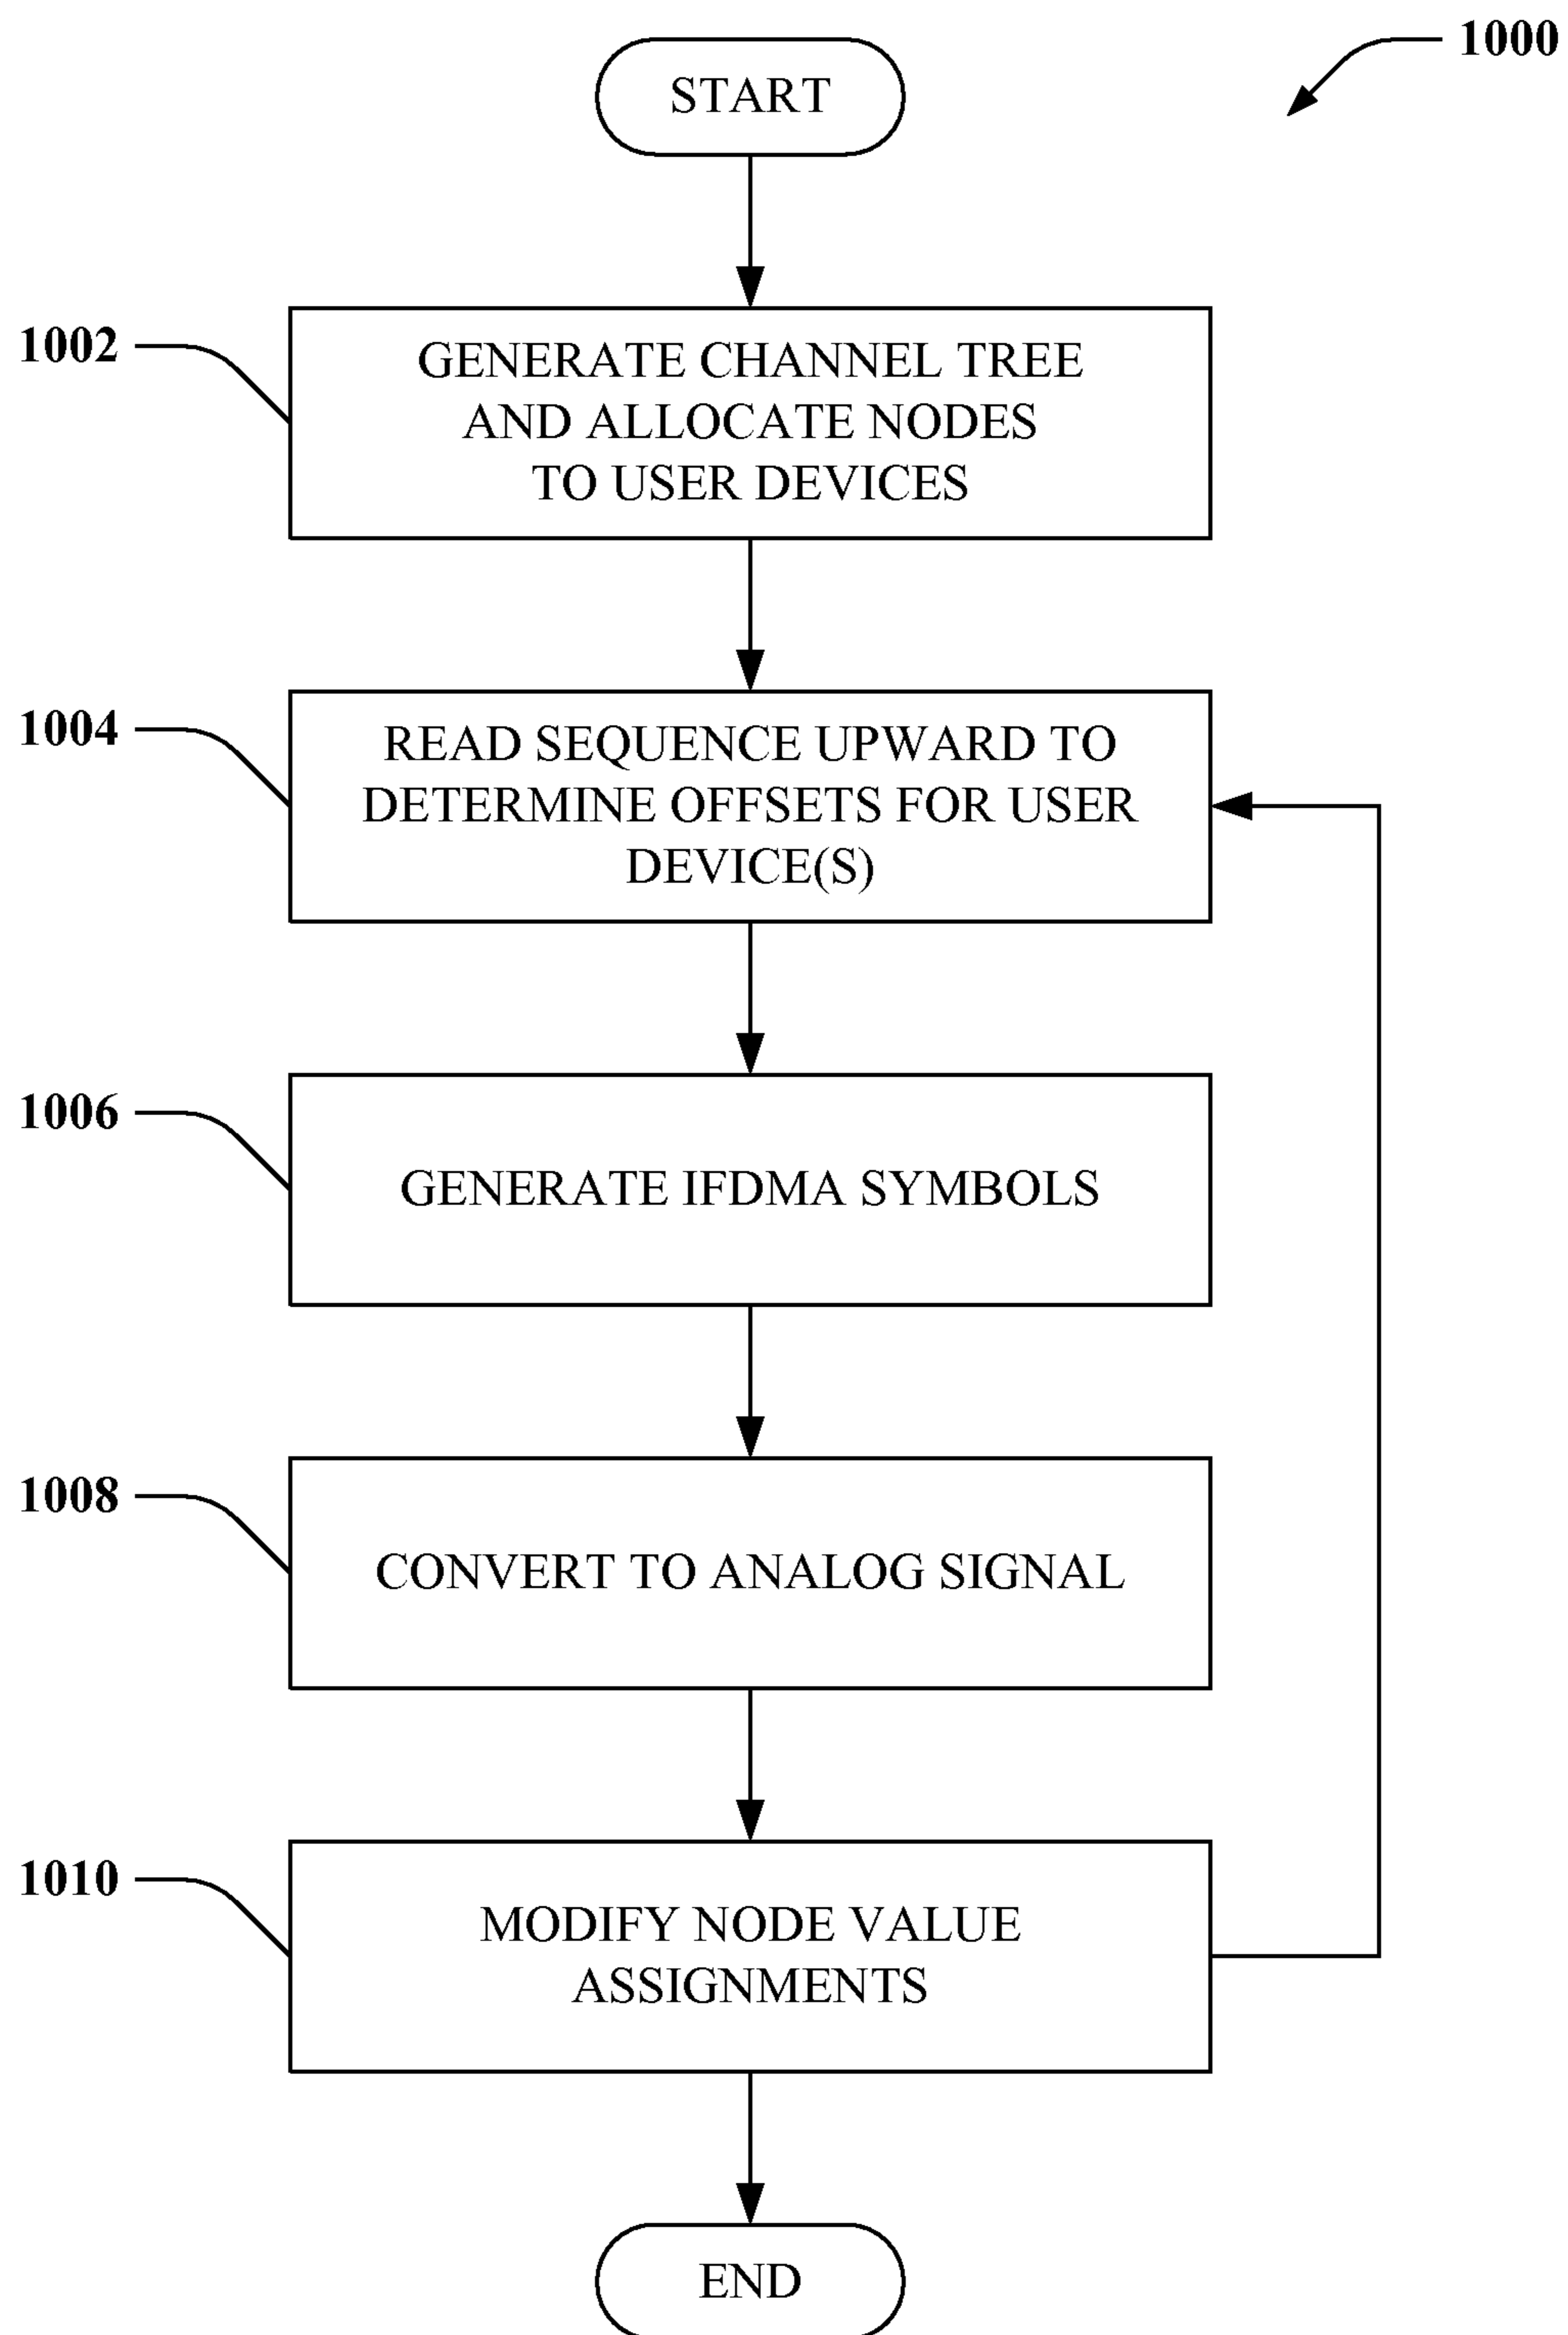 1000
START
1002
GENERATE CHANNEL TREE
AND ALLOCATE NODES
TO USER DEVICES
1004
READ SEQUENCE UPWARD TO
DETERMINE OFFSETS FOR USER
DEVICE(S)
1006
GENERATE IFDMA SYMBOLS
1008
CONVERT TO ANALOG SIGNAL
1010
MODIFY NODE VALUE
ASSIGNMENTS
END